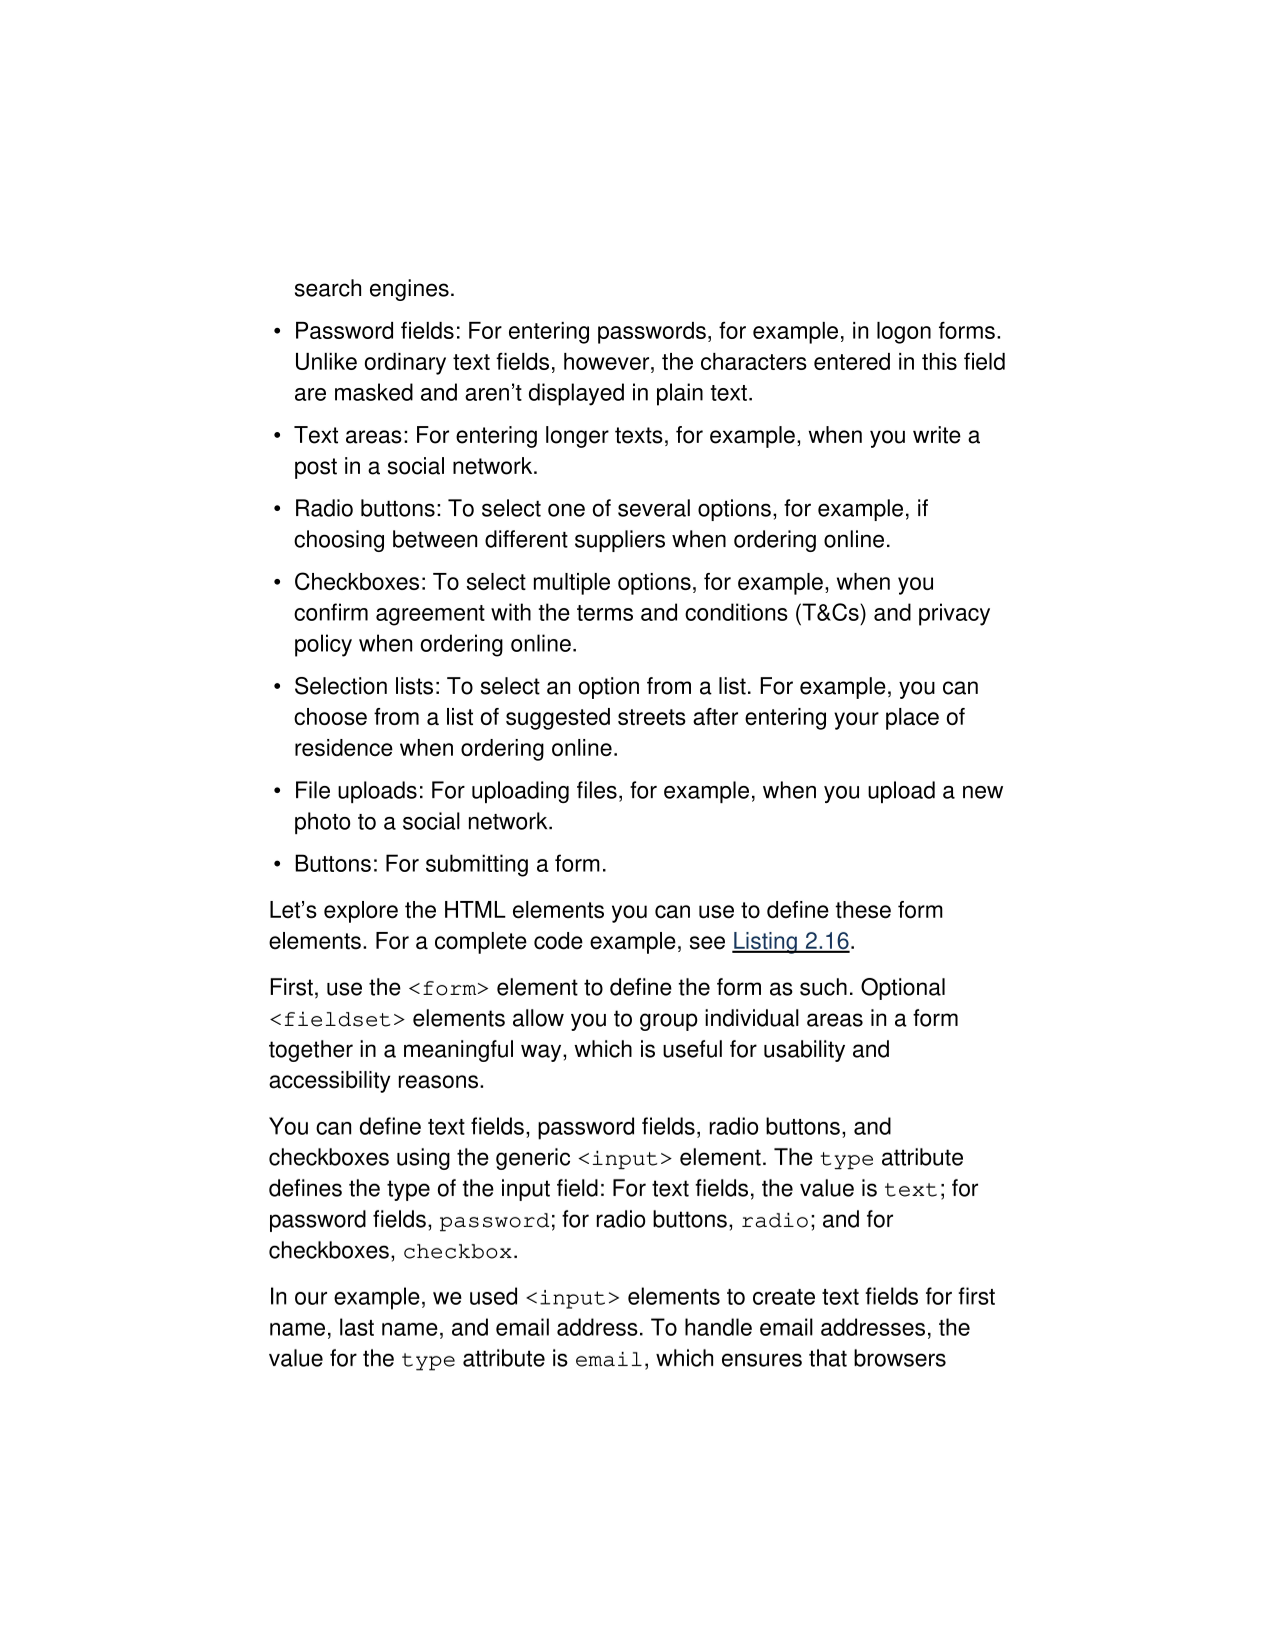 search engines.
• Password fields: For entering passwords, for example, in logon forms.
Unlike ordinary text fields, however, the characters entered in this field
are masked and aren’t displayed in plain text.
• Text areas: For entering longer texts, for example, when you write a
post in a social network.
• Radio buttons: To select one of several options, for example, if
choosing between different suppliers when ordering online.
• Checkboxes: To select multiple options, for example, when you
confirm agreement with the terms and conditions (T&Cs) and privacy
policy when ordering online.
• Selection lists: To select an option from a list. For example, you can
choose from a list of suggested streets after entering your place of
residence when ordering online.
• File uploads: For uploading files, for example, when you upload a new
photo to a social network.
• Buttons: For submitting a form.
Let’s explore the HTML elements you can use to define these form
elements. For a complete code example, see Listing 2.16.
First, use the <form> element to define the form as such. Optional
<fieldset> elements allow you to group individual areas in a form
together in a meaningful way, which is useful for usability and
accessibility reasons.
You can define text fields, password fields, radio buttons, and
checkboxes using the generic <input> element. The type attribute
defines the type of the input field: For text fields, the value is text; for
password fields, password; for radio buttons, radio; and for
checkboxes, checkbox.
In our example, we used <input> elements to create text fields for first
name, last name, and email address. To handle email addresses, the
value for the type attribute is email, which ensures that browsers